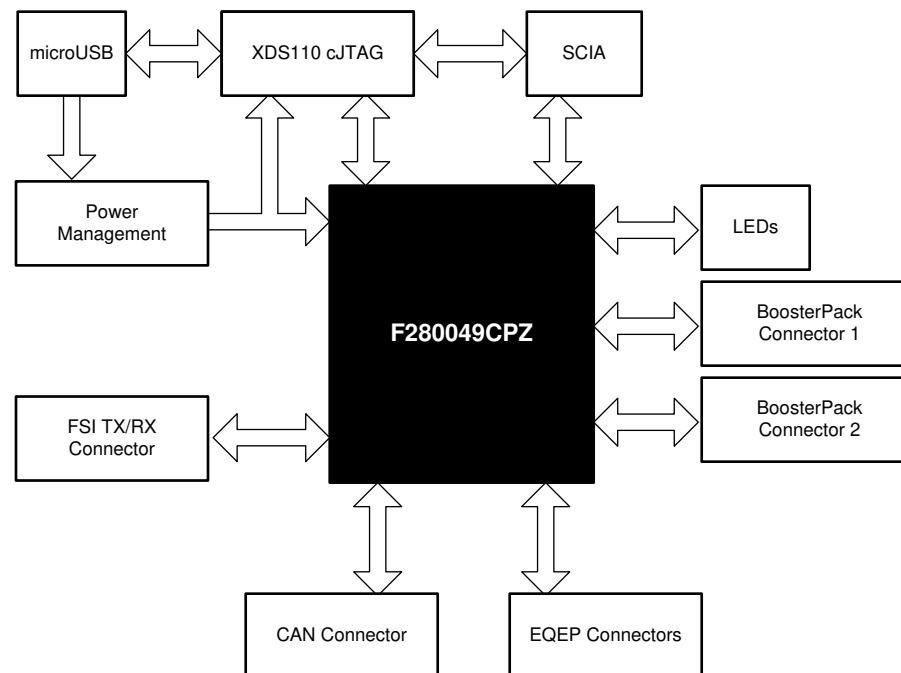 microUSB
XDS110 cJTAG
SCIA
Power
Management
LEDs
F280049CPZ
BoosterPack
Connector 1
BoosterPack
Connector 2
FSI TX/RX
Connector
CAN Connector
EQEP Connectors